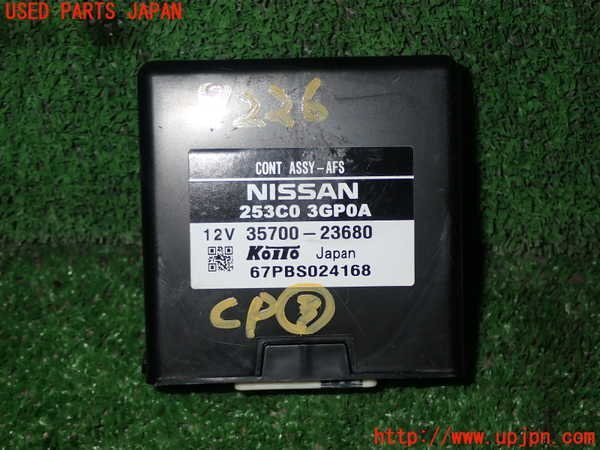 USED PARTS JAPAN
226
CONT ASSY-AFS
NISSAN
253C0 3GP0A
12V 35700-23680
KOITO Japan
67PBS024168
CP③
http://www.upjpn.com/